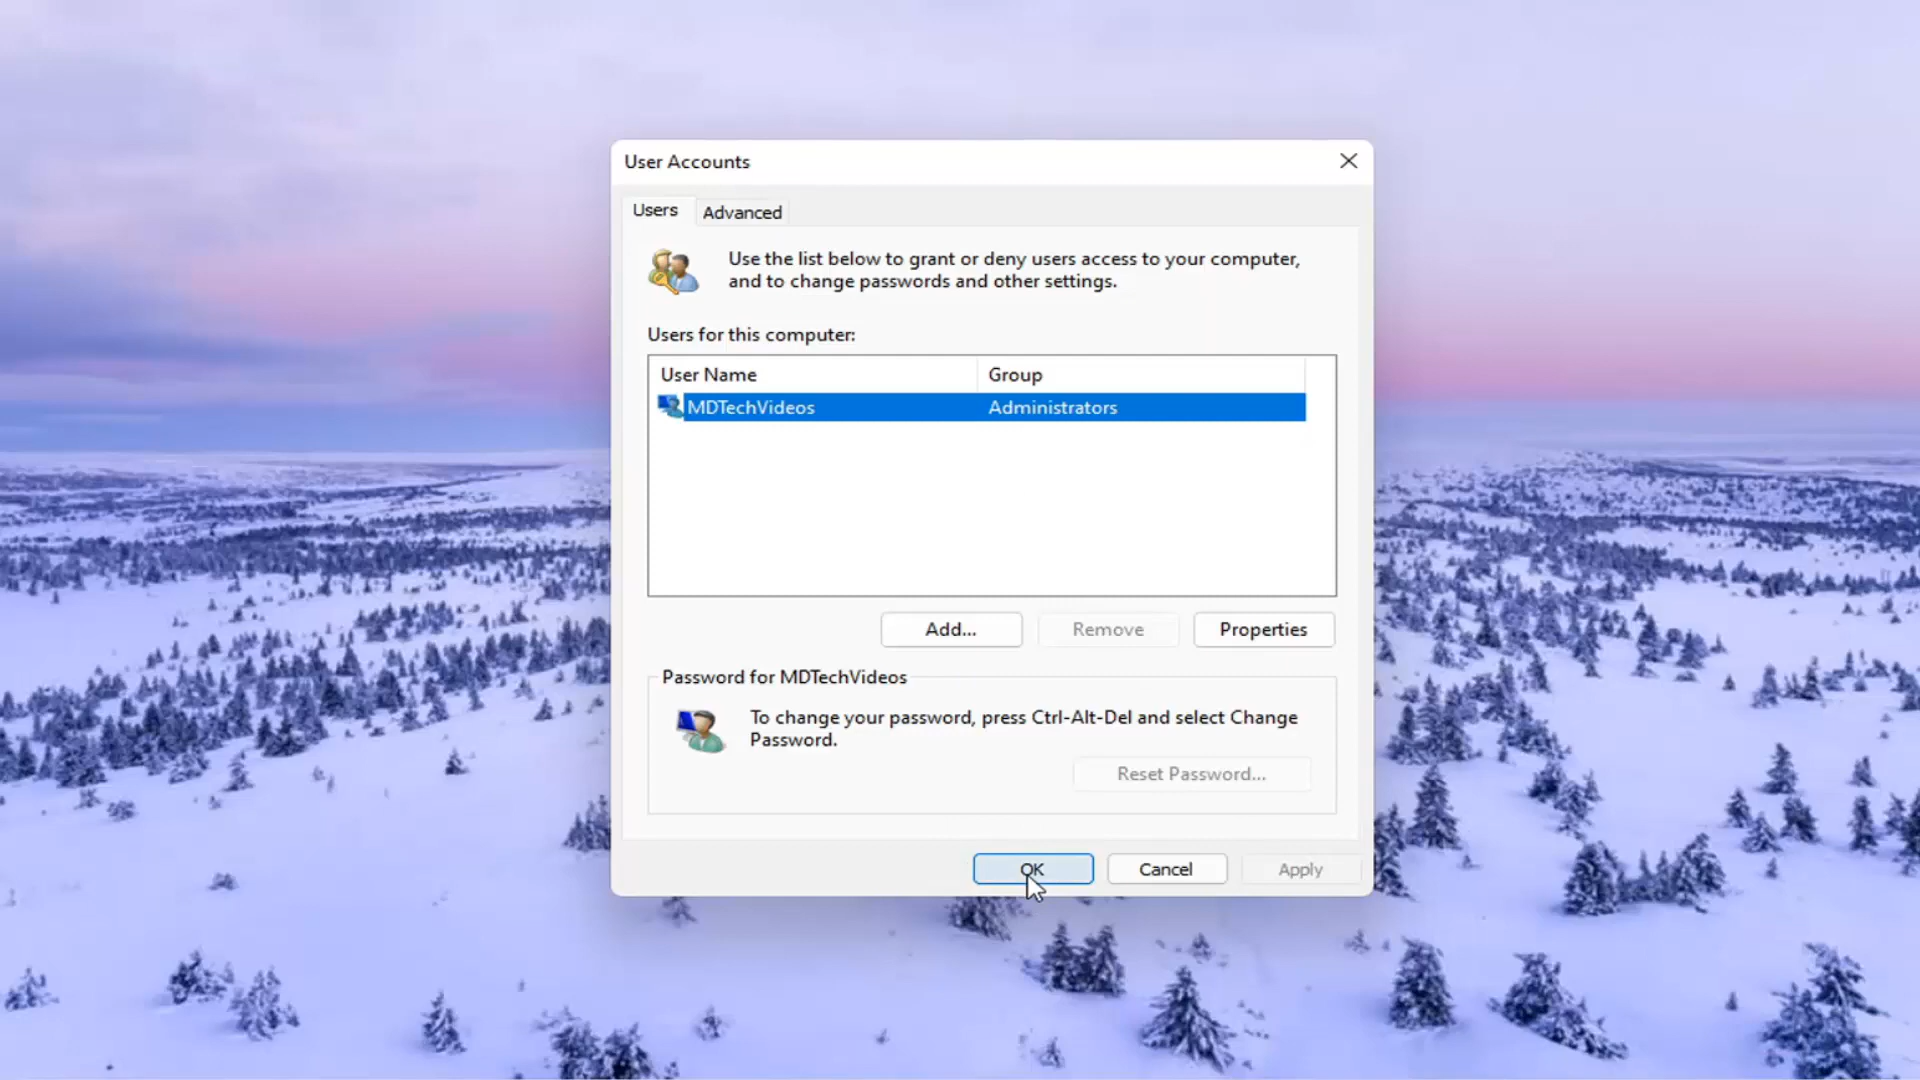 User Accounts
Users
Advanced
Use the list below to grant or deny users access to your computer,
and to change passwords and other settings.
Users for this computer:
User Name
Group
MDTechVideos
Administrators
Add...
Remove
Properties
Password for MDTechVideos
To change your password, press Ctrl-Alt-Del and select Change
Password.
Reset Password...
OK
Cancel
Apply